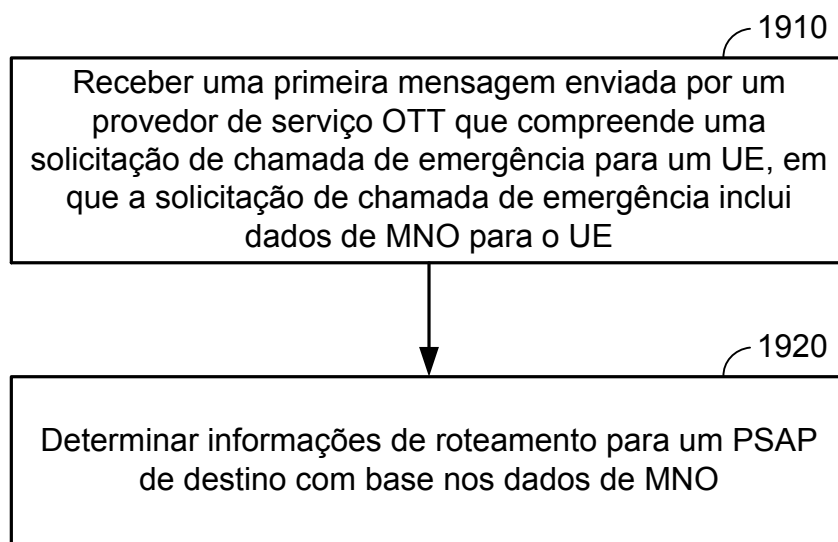 1910
Receber uma primeira mensagem enviada por um
provedor de serviço OTT que compreende uma
solicitação de chamada de emergência para um UE, em
que a solicitação de chamada de emergência inclui
dados de MNO para o UE
1920
Determinar informações de roteamento para um PSAP
de destino com base nos dados de MNO